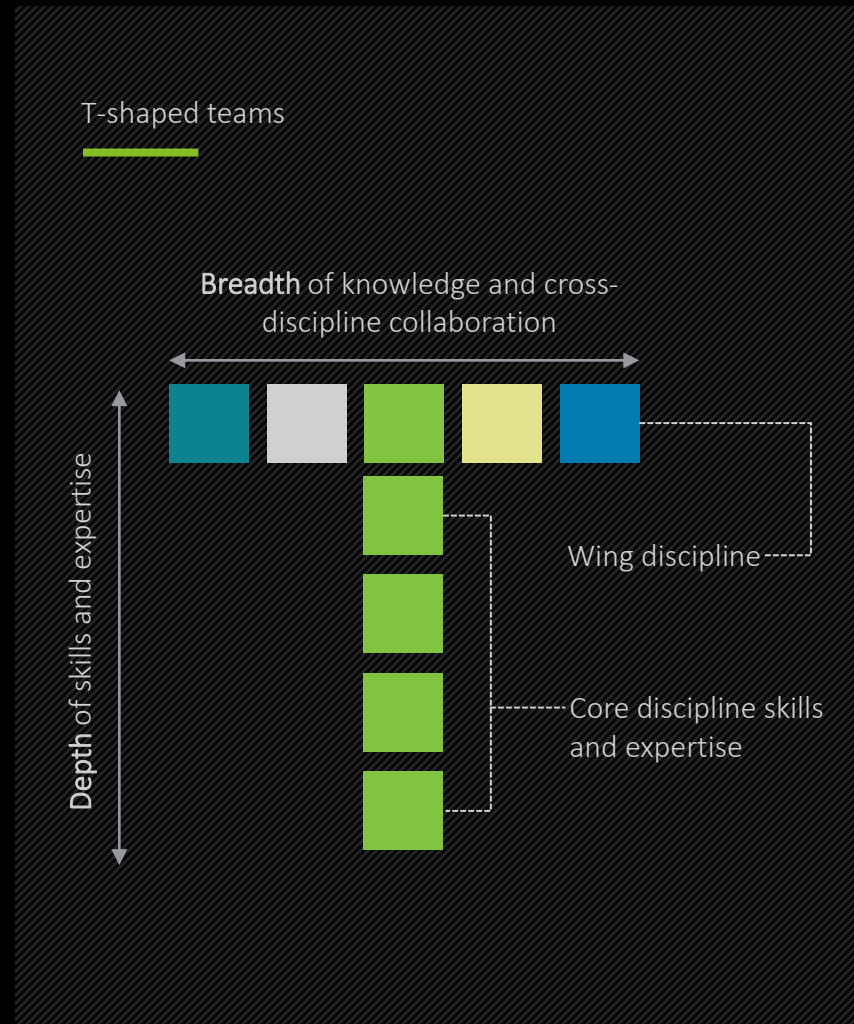 T-shaped teams
Breadth of knowledge and cross-
discipline collaboration
Depth of skills and expertise
Wing discipline
Core discipline skills
and expertise